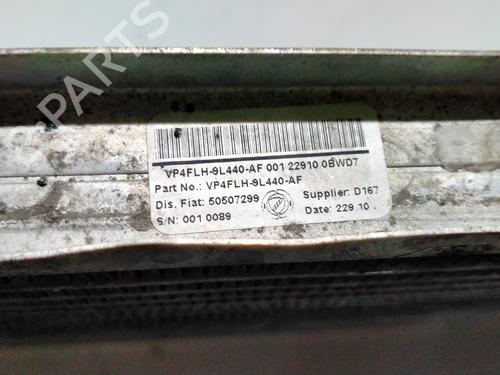 VP4FLH-9L440-AF 001 22910 0BWD7
Part No.: VP4FLH-9L440-AF
Dis. Fiat: 50507299
Supplier: D167
S/N: 001 0089
Date: 229.10
B-PARTS